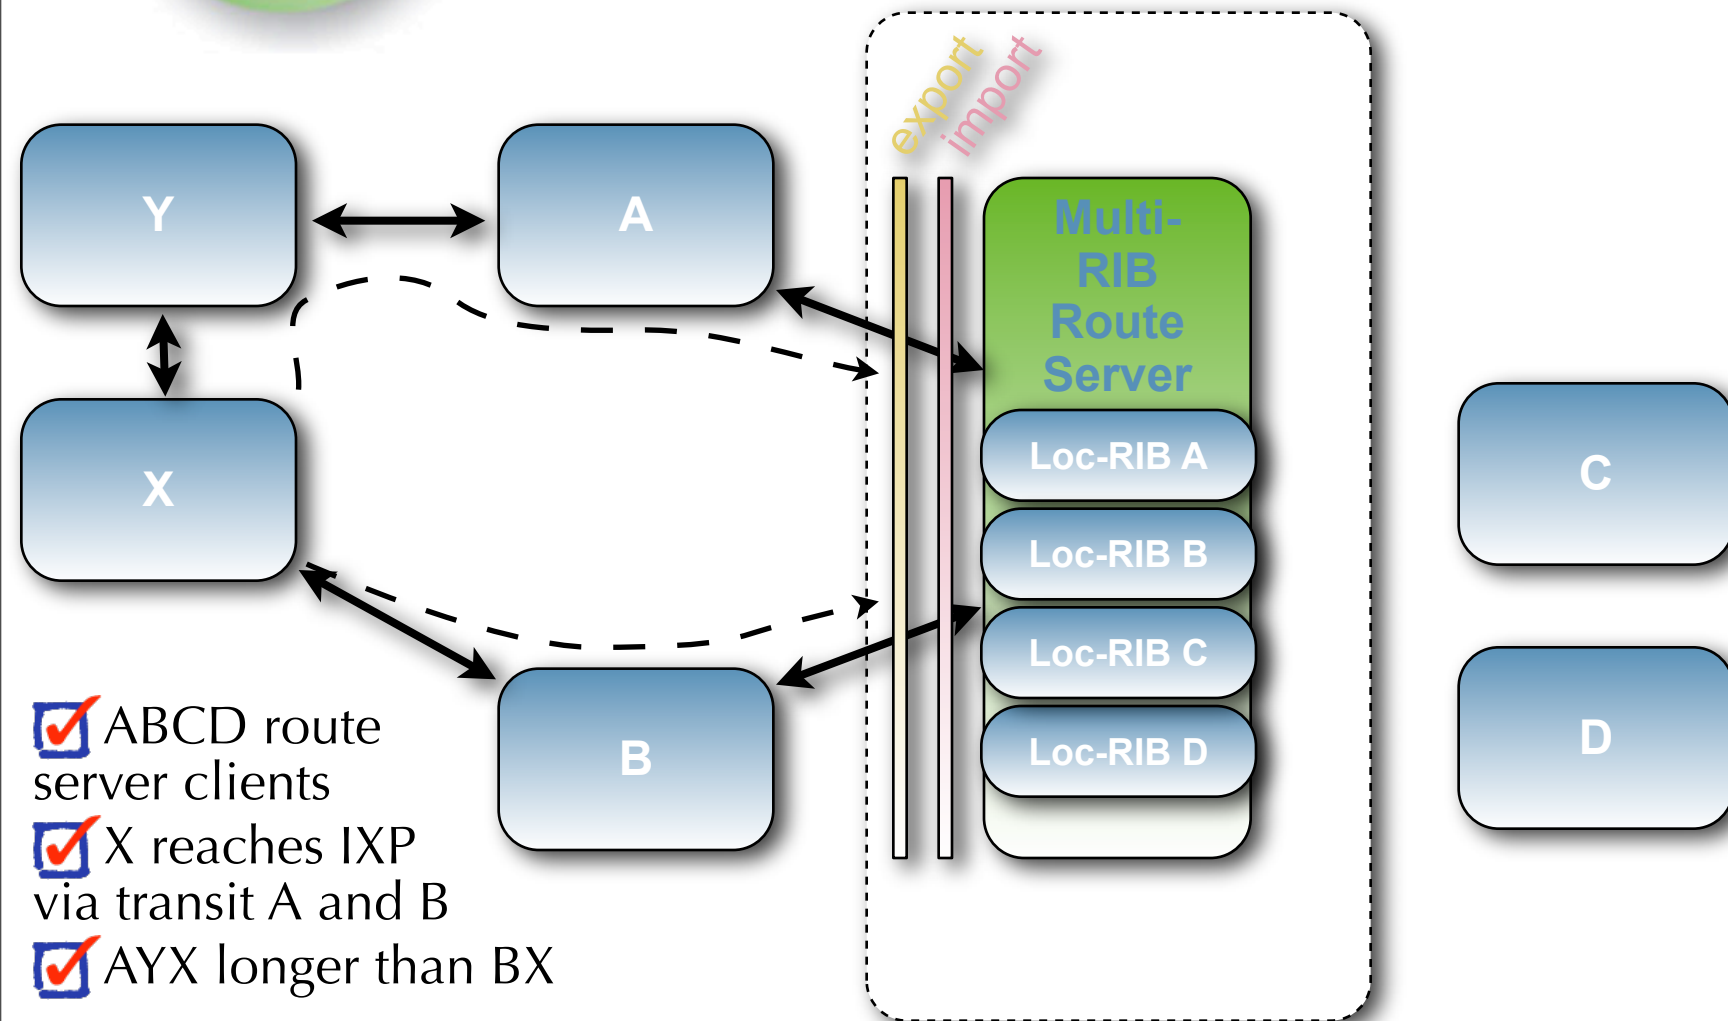 export
import
Y
A
Multi-
RIB
Route
Server
X
Loc-RIB A
Loc-RIB B
Loc-RIB C
Loc-RIB D
C
B
D
ABCD route
server clients
X reaches IXP
via transit A and B
AYX longer than BX